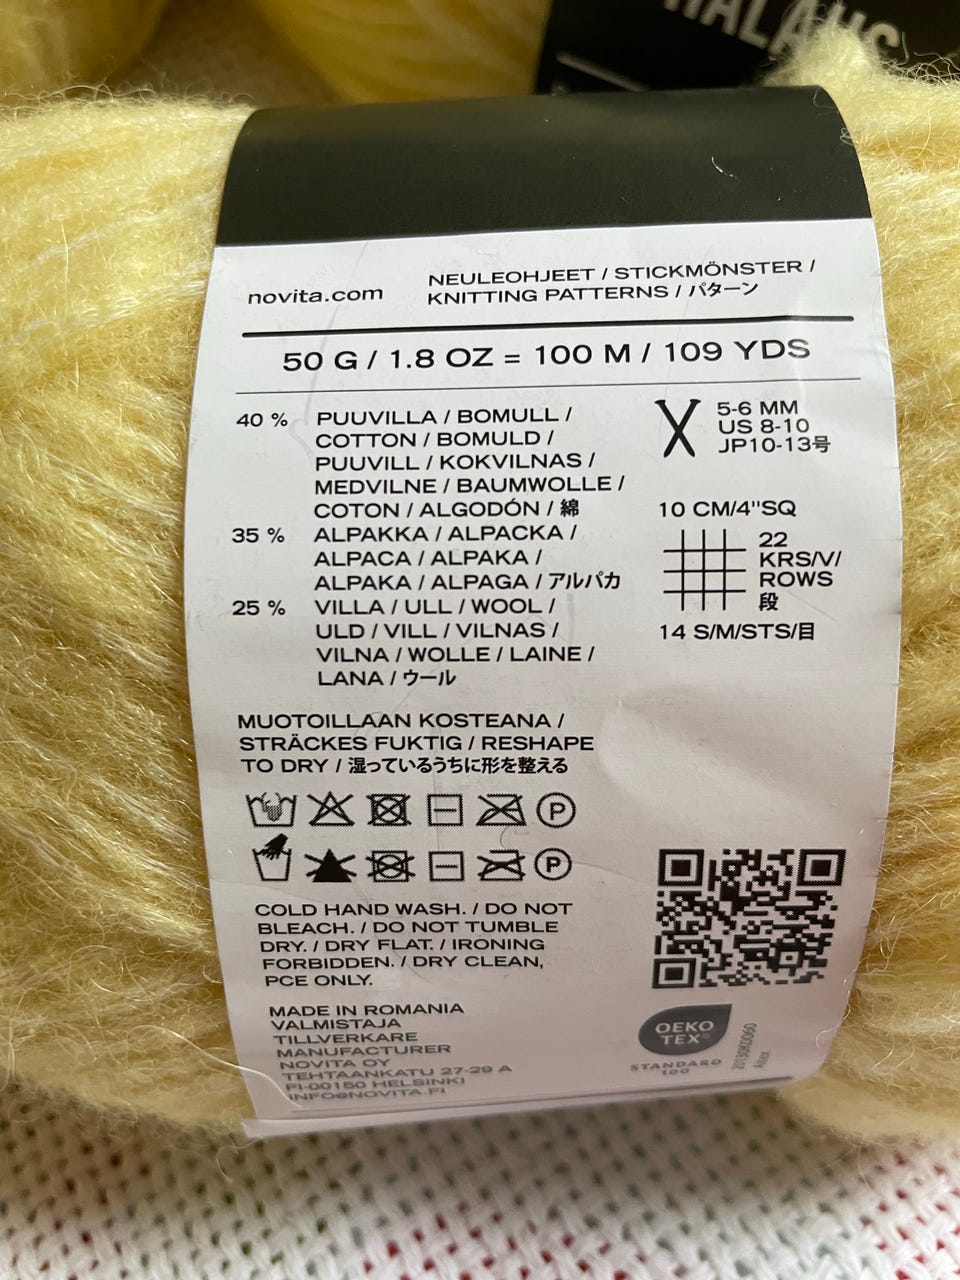 HALAUS
novita.com
NEULEOHJEET / STICKMÖNSTER /
KNITTING PATTERNS / パターン
50 G / 1.8 OZ = 100 M / 109 YDS
40 % PUUVILLA / BOMULL /
COTTON / BOMULD /
PUUVILL / KOKVILNAS /
MEDVILNE / BAUMWOLLE /
COTON / ALGODÓN / 綿
35 % ALPAKKA / ALPACKA /
ALPACA / ALPAKA /
ALPAKA / ALPAGA / アルパカ
25 % VILLA / ULL / WOOL /
ULD / VILL / VILNAS /
VILNA / WOLLE / LAINE /
LANA / ウール
5-6 MM
US 8-10
JP10-13号
10 CM/4"SQ
22
KRS/V/
ROWS
段
14 S/M/STS/目
MUOTOILLAAN KOSTEANA /
STRÄCKES FUKTIG / RESHAPE
TO DRY / 湿っているうちに形を整える
P
P
COLD HAND WASH. / DO NOT
BLEACH. / DO NOT TUMBLE
DRY. / DRY FLAT. / IRONING
FORBIDDEN. / DRY CLEAN,
PCE ONLY.
MADE IN ROMANIA
VALMISTAJA
TILLVERKARE
MANUFACTURER
NOVITA OY
TEHTAANKATU 27-29 A
FI-00150 HELSINKI
INFO@NOVITA.FI
OEKO
TEX®
STANDARD
100